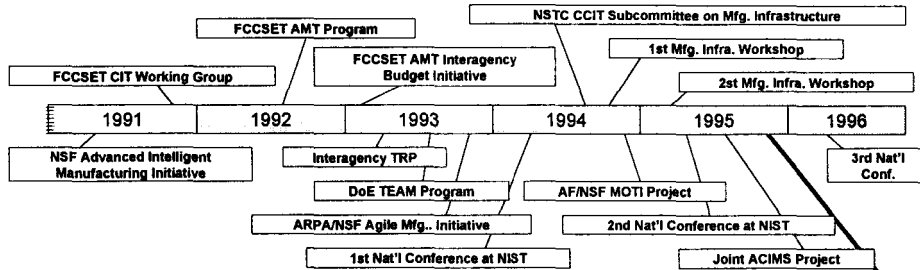 NSTC CCIT Subcommittee on Mfg. Infrastructure
FCCSET AMT Program
1st Mfg. Infra. Workshop
FCCSET CIT Working Group
FCCSET AMT Interagency
Budget Initiative
2st Mfg. Infra. Workshop
1991
1992
1993
1994
1995
1996
NSF Advanced Intelligent
Manufacturing Initiative
Interagency TRP
3rd Nat'l
Conf.
DoE TEAM Program
AF/NSF MOTI Project
ARPA/NSF Agile Mfg.. Initiative
2nd Nat'l Conference at NIST
1st Nat'l Conference at NIST
Joint ACIMS Project